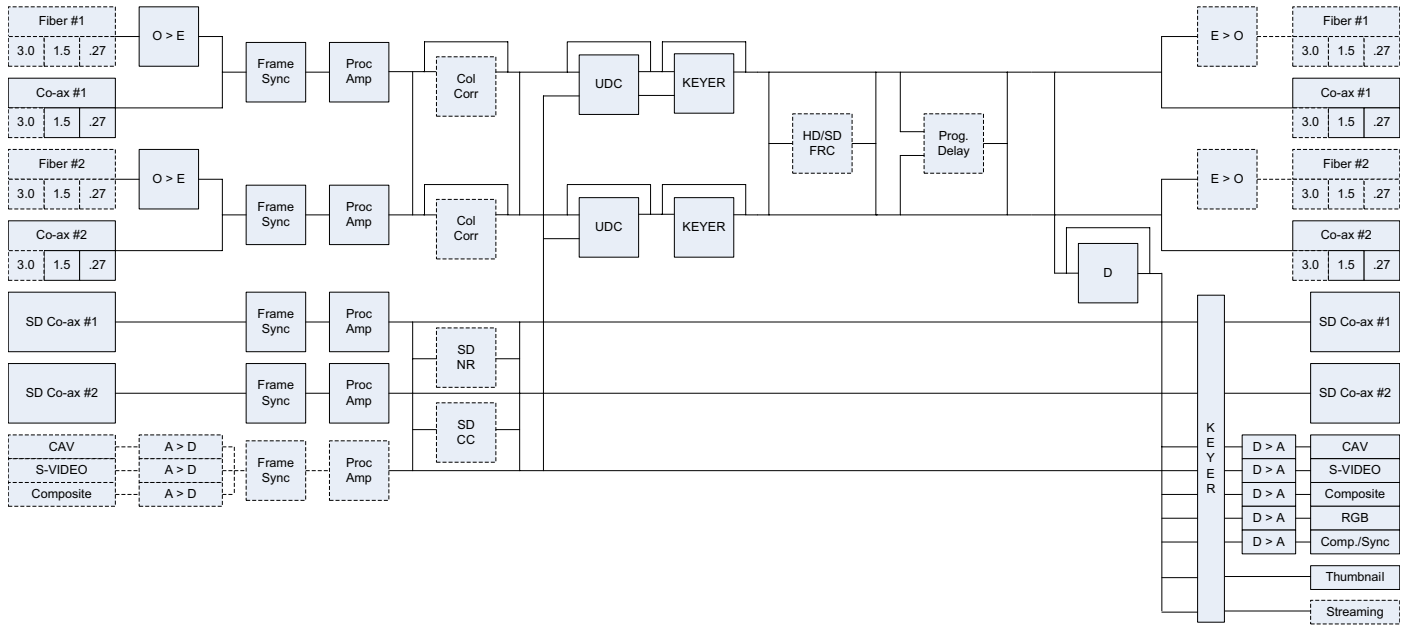 Fiber #1
3.0 1.5 .27
O > E
Co-ax #1
3.0 1.5 .27
Frame
Sync
Proc
Amp
Col
Corr
UDC
KEYER
HD/SD
FRC
Prog.
Delay
E > O
Fiber #1
3.0 1.5 .27
Co-ax #1
3.0 1.5 .27
Fiber #2
3.0 1.5 .27
O > E
Co-ax #2
3.0 1.5 .27
Frame
Sync
Proc
Amp
Col
Corr
UDC
KEYER
E > O
Fiber #2
3.0 1.5 .27
Co-ax #2
3.0 1.5 .27
D
SD Co-ax #1
Frame
Sync
Proc
Amp
SD
NR
SD Co-ax #1
SD Co-ax #2
Frame
Sync
Proc
Amp
SD
CC
SD Co-ax #2
CAV
A > D
S-VIDEO
A > D
Composite
A > D
Frame
Sync
Proc
Amp
K
E
Y
E
R
D > A
CAV
D > A
S-VIDEO
D > A
Composite
D > A
RGB
D > A
Comp./Sync
Thumbnail
Streaming